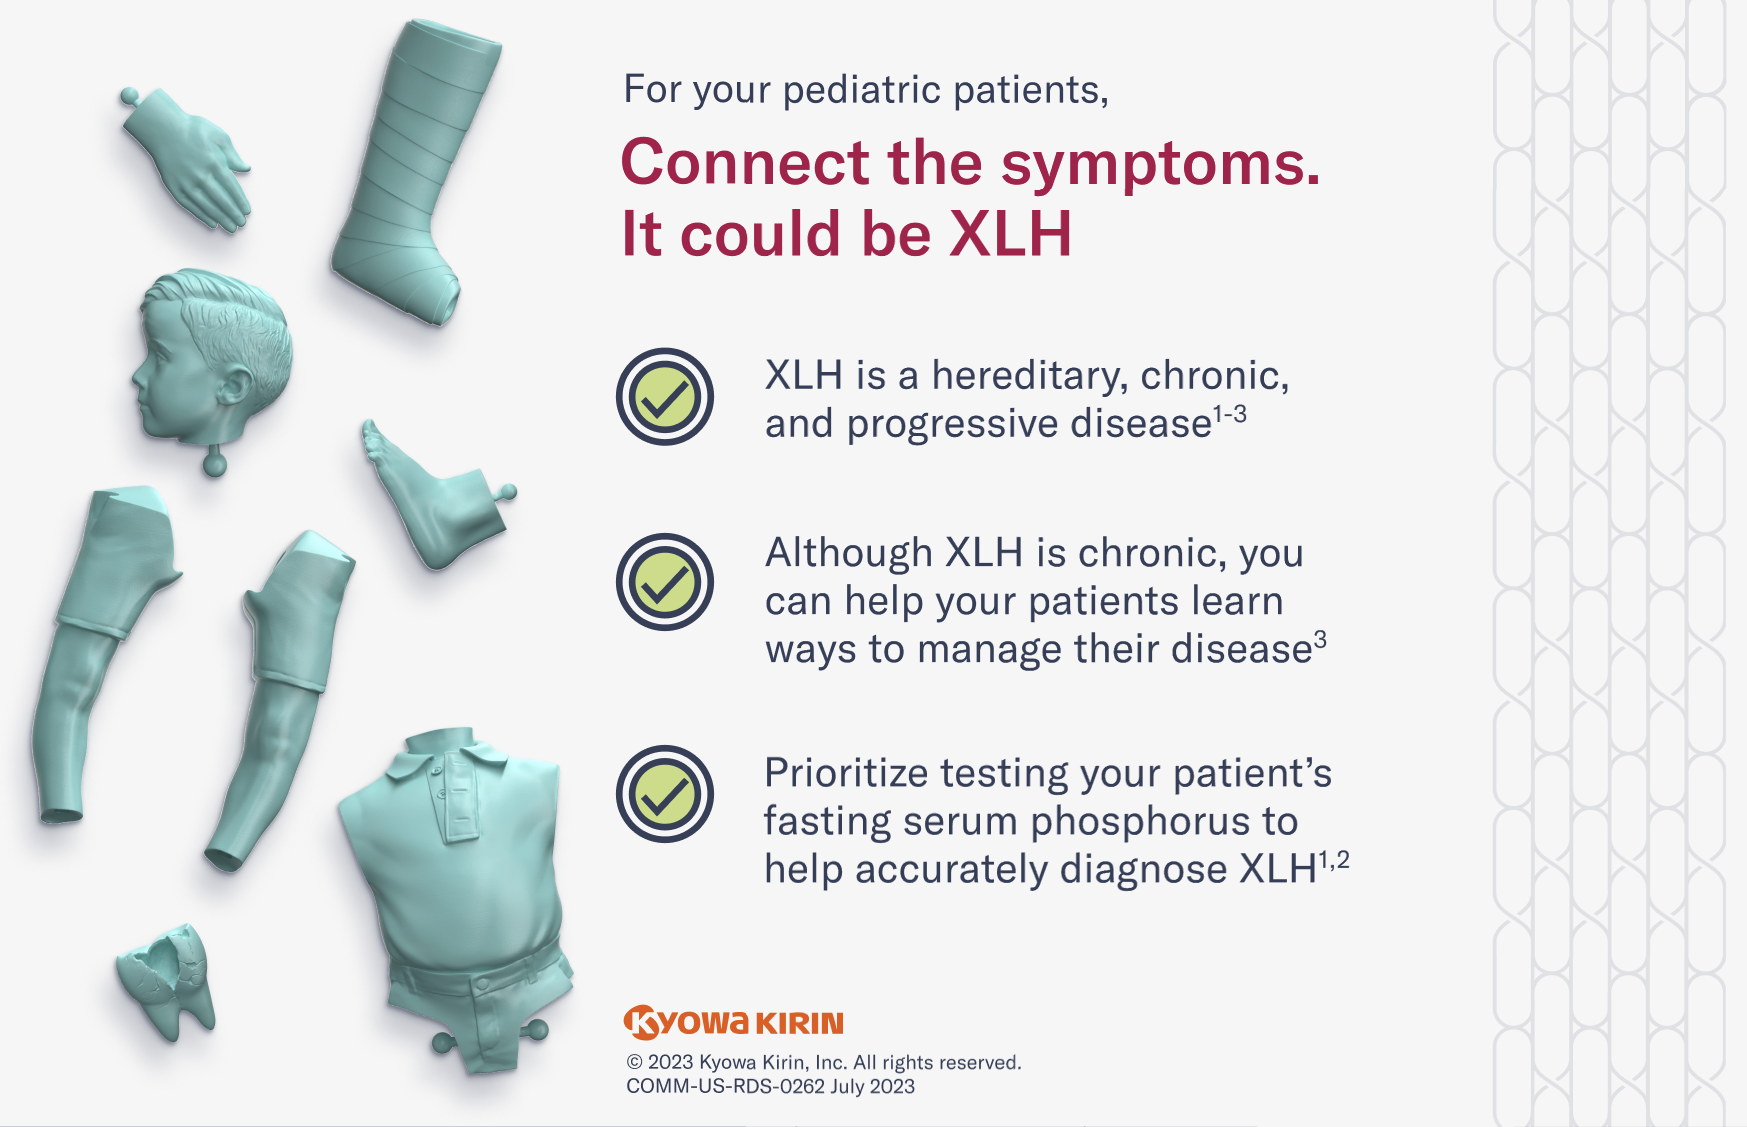 For your pediatric patients,
Connect the symptoms.
It could be XLH
XLH is a hereditary, chronic,
and progressive disease¹⁻³
Although XLH is chronic, you
can help your patients learn
ways to manage their disease³
Prioritize testing your patient's
fasting serum phosphorus to
help accurately diagnose XLH¹,²
KYOWA KIRIN
© 2023 Kyowa Kirin, Inc. All rights reserved.
COMM-US-RDS-0262 July 2023